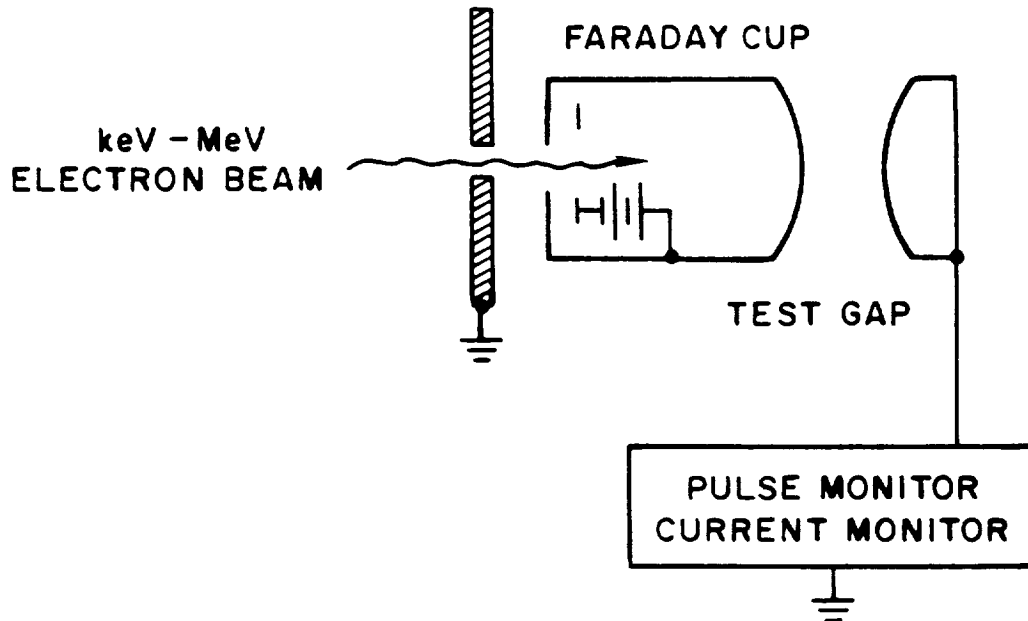 FARADAY CUP
keV – MeV
ELECTRON BEAM
TEST GAP
PULSE MONITOR
CURRENT MONITOR